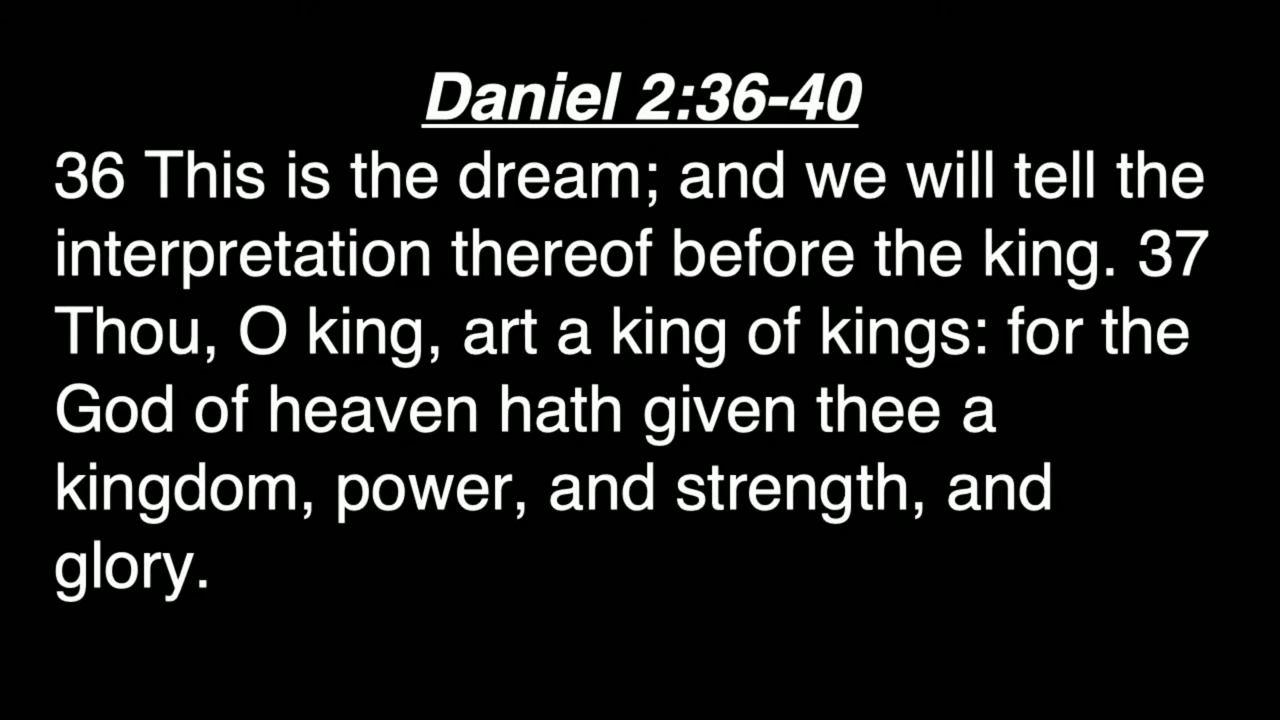 Daniel 2:36-40
36 This is the dream; and we will tell the
interpretation thereof before the king. 37
Thou, O king, art a king of kings: for the
God of heaven hath given thee a
kingdom, power, and strength, and
glory.